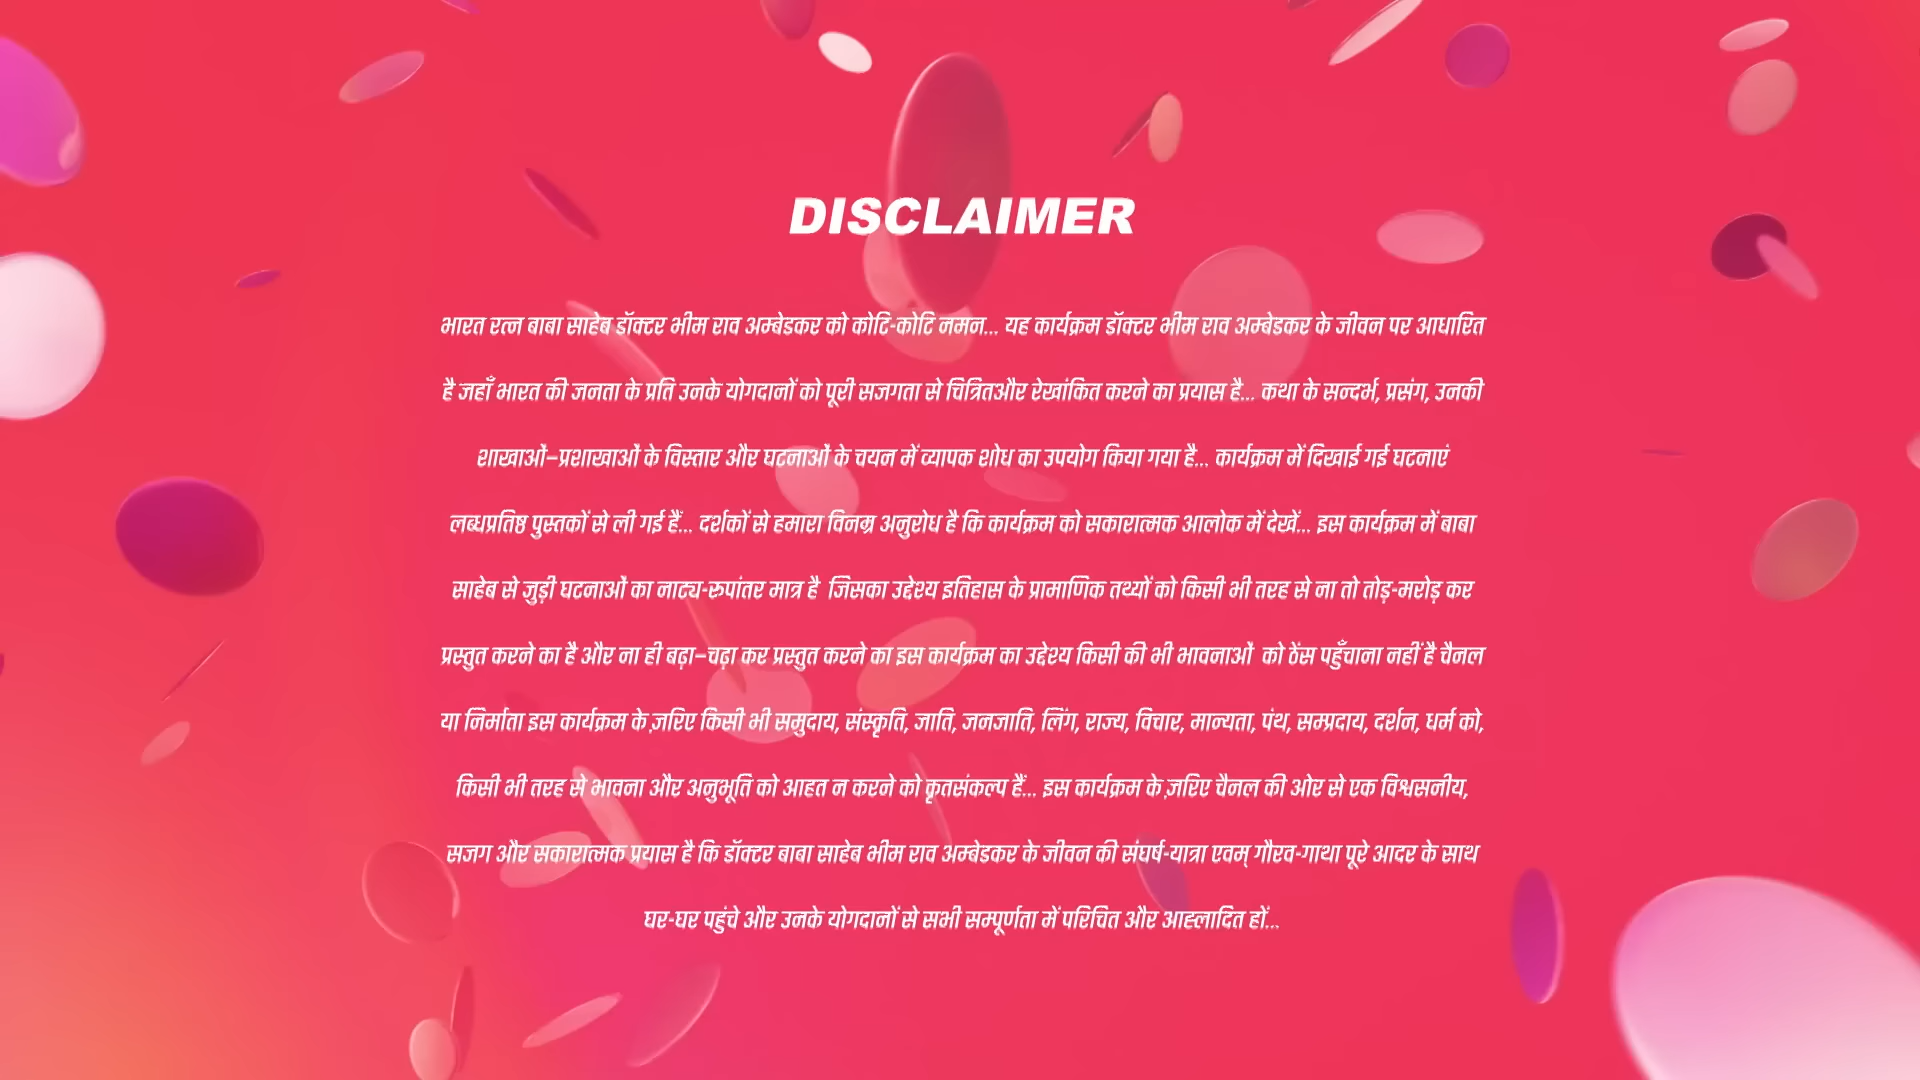 DISCLAIMER
भारत रत्न बाबा साहेब डॉक्टर भीम राव अम्बेडकर को कोटि-कोटि नमन... यह कार्यक्रम डॉक्टर भीम राव अम्बेडकर के जीवन पर आधारित
है जहाँ भारत की जनता के प्रति उनके योगदानों को पूरी सजगता से चित्रितऔर रेखांकित करने का प्रयास है... कथा के सन्दर्भ, प्रसंग, उनकी
शाखाओं–प्रशाखाओं के विस्तार और घटनाओं के चयन में व्यापक शोध का उपयोग किया गया है... कार्यक्रम में दिखाई गई घटनाएं
लब्धप्रतिष्ठ पुस्तकों से ली गई हैं... दर्शकों से हमारा विनम्र अनुरोध है कि कार्यक्रम को सकारात्मक आलोक में देखें... इस कार्यक्रम में बाबा
साहेब से जुड़ी घटनाओं का नाट्य-रुपांतर मात्र है जिसका उद्देश्य इतिहास के प्रामाणिक तथ्यों को किसी भी तरह से ना तो तोड़-मरोड़ कर
प्रस्तुत करने का है और ना ही बढ़ा–चढ़ा कर प्रस्तुत करने का इस कार्यक्रम का उद्देश्य किसी की भी भावनाओं को ठेंस पहुँचाना नहीं है चैनल
या निर्माता इस कार्यक्रम के ज़रिए किसी भी समुदाय, संस्कृति, जाति, जनजाति, लिंग, राज्य, विचार, मान्यता, पंथ, सम्प्रदाय, दर्शन, धर्म को,
किसी भी तरह से भावना और अनुभूति को आहत न करने को कृतसंकल्प हैं... इस कार्यक्रम के ज़रिए चैनल की ओर से एक विश्वसनीय,
सजग और सकारात्मक प्रयास है कि डॉक्टर बाबा साहेब भीम राव अम्बेडकर के जीवन की संघर्ष-यात्रा एवम् गौरव-गाथा पूरे आदर के साथ
घर-घर पहुंचे और उनके योगदानों से सभी सम्पूर्णता में परिचित और आह्लादित हों...